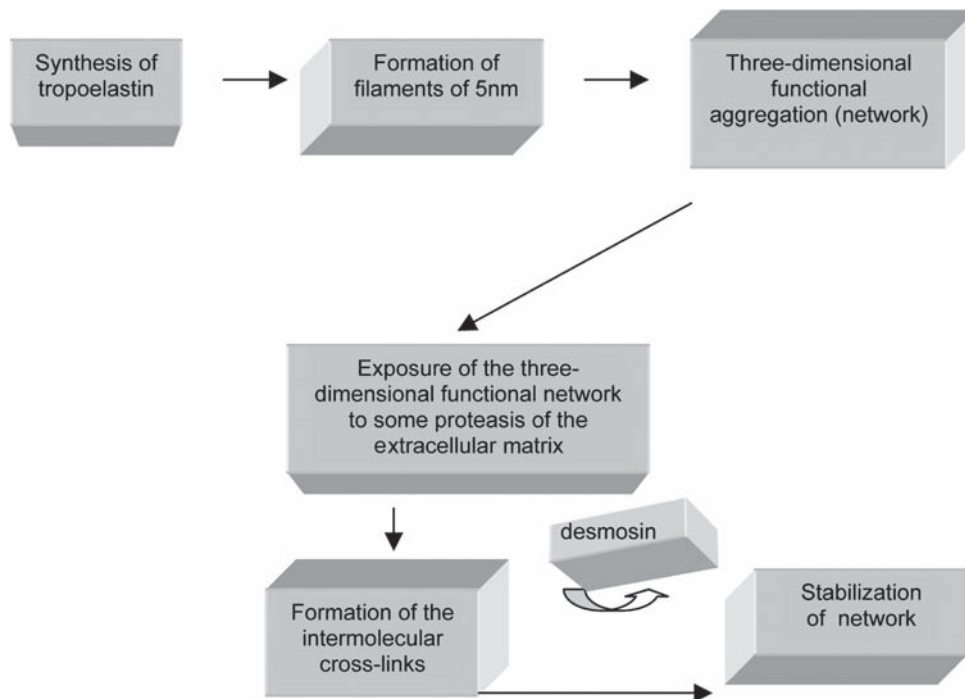 Synthesis of
tropoelastin
Formation of
filaments of 5nm
Three-dimensional
functional
aggregation (network)
Exposure of the three-
dimensional functional network
to some proteasis of the
extracellular matrix
desmosin
Formation of the
intermolecular
cross-links
Stabilization
of network